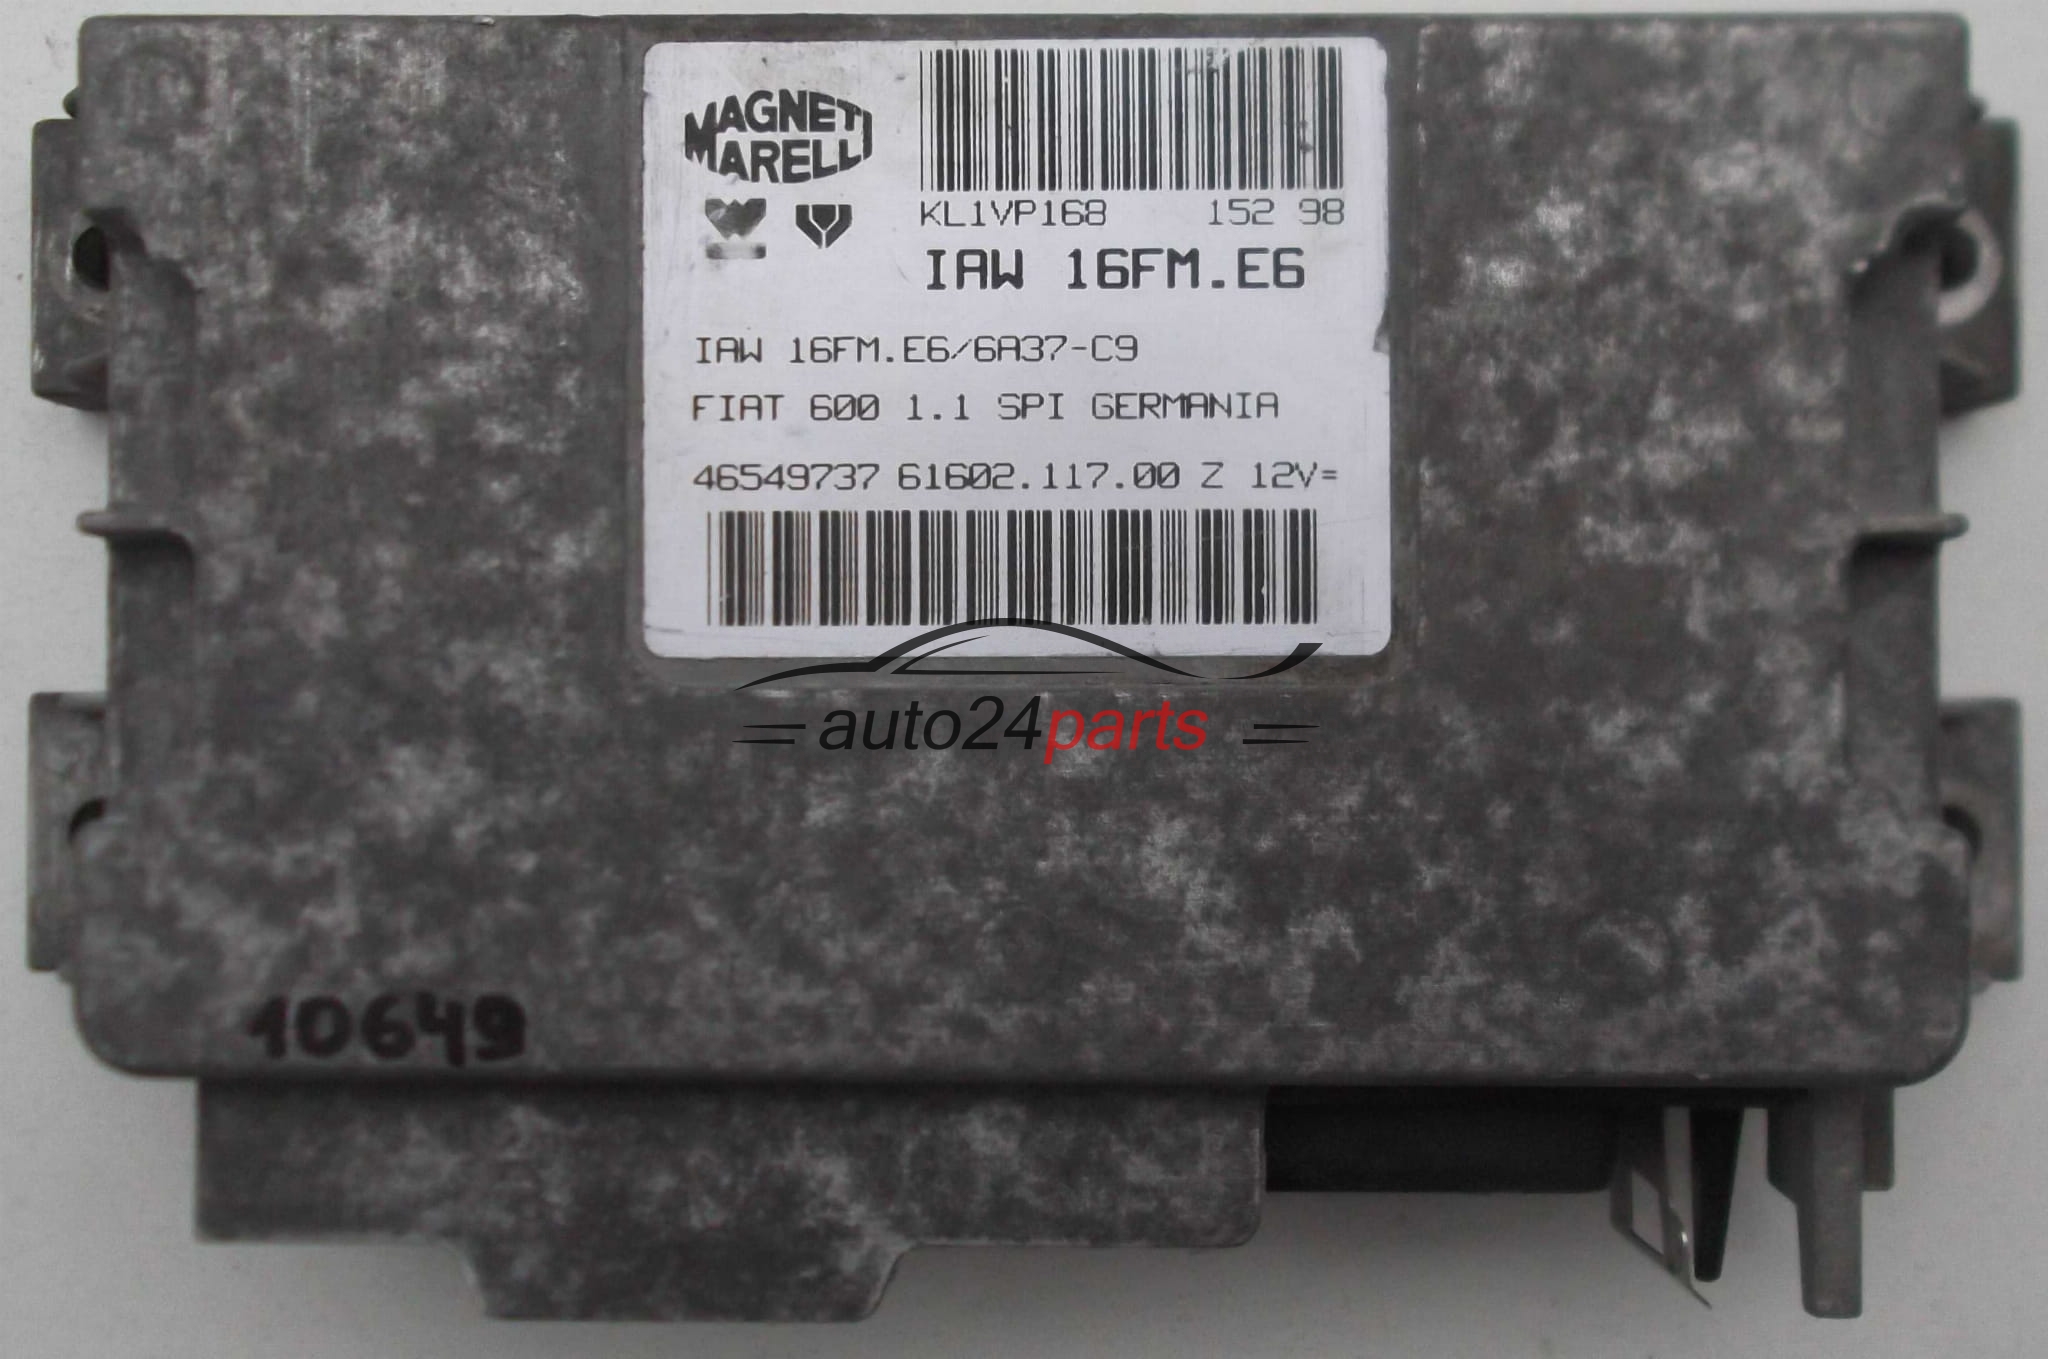 MAGNETI
MARELLI
KL1VP168 152 98
IAW 16FM.E6
IAW 16FM.E6/6A37-C9
FIAT 600 1.1 SPI GERMANIA
46549737 61602.117.00 Z 12V=
auto24parts
10649